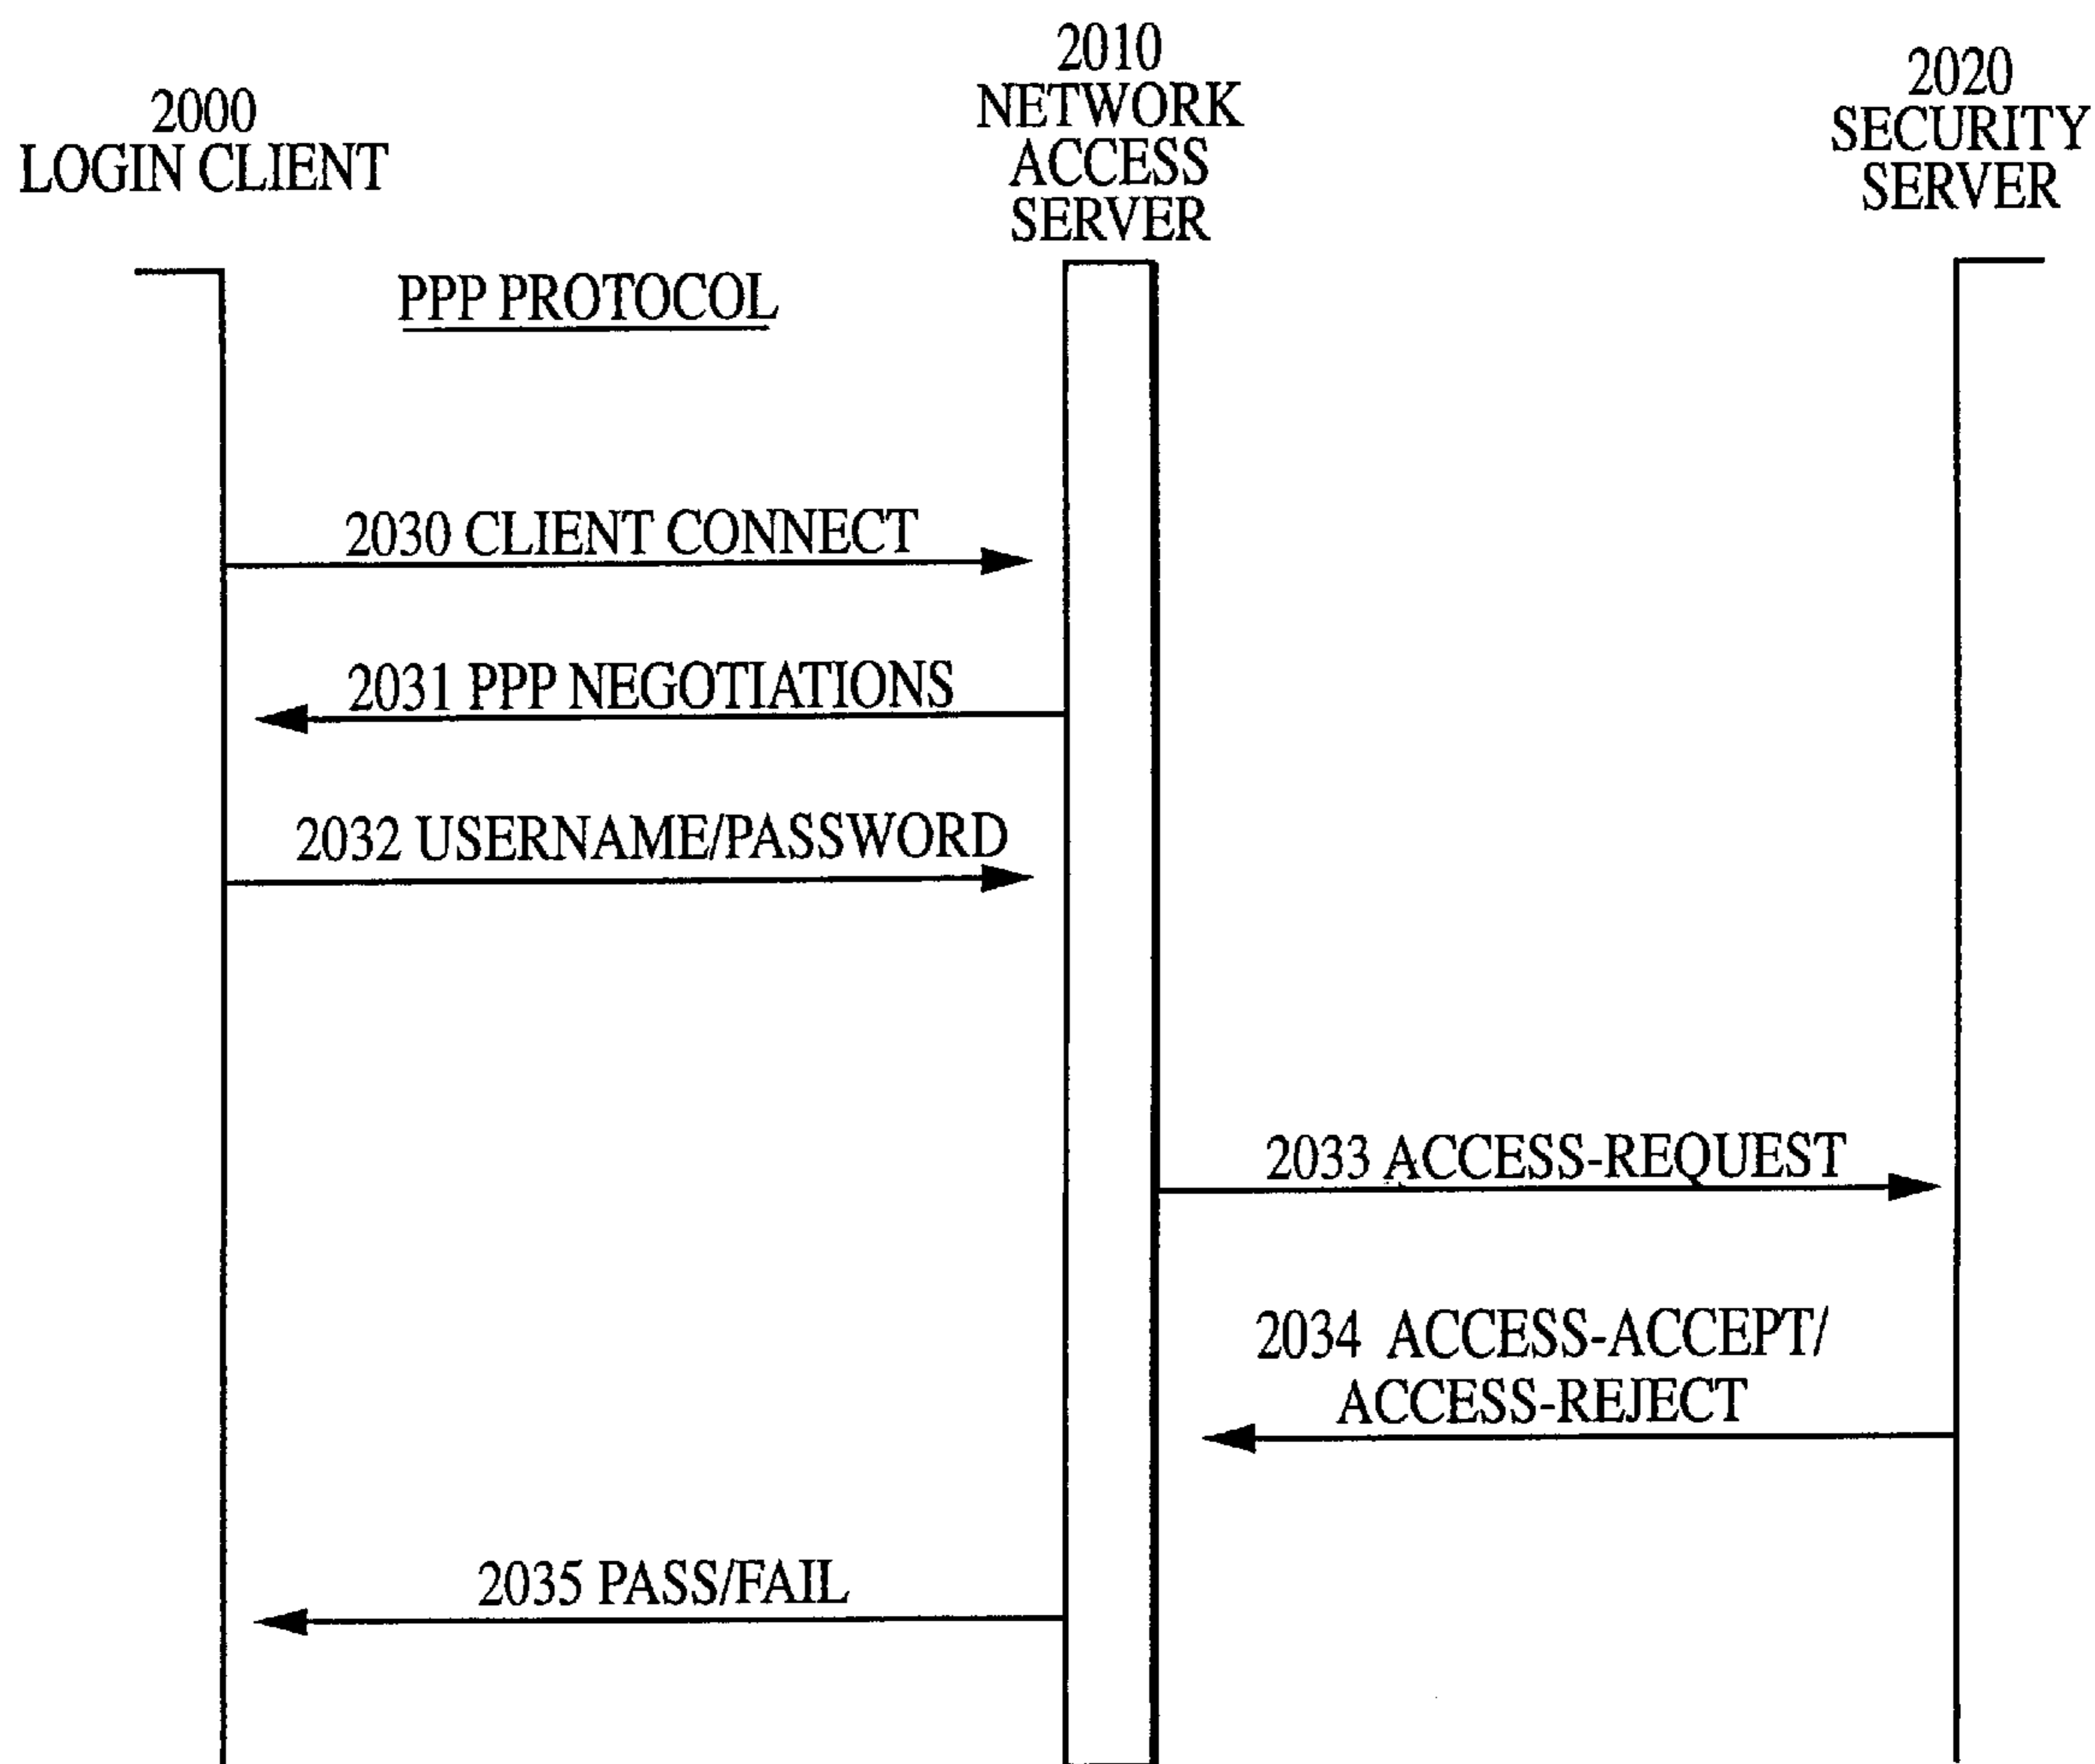 2000
LOGIN CLIENT
2010
NETWORK
ACCESS
SERVER
2020
SECURITY
SERVER
PPP PROTOCOL
2030 CLIENT CONNECT
2031 PPP NEGOTIATIONS
2032 USERNAME/PASSWORD
2033 ACCESS-REQUEST
2034 ACCESS-ACCEPT/
ACCESS-REJECT
2035 PASS/FAIL